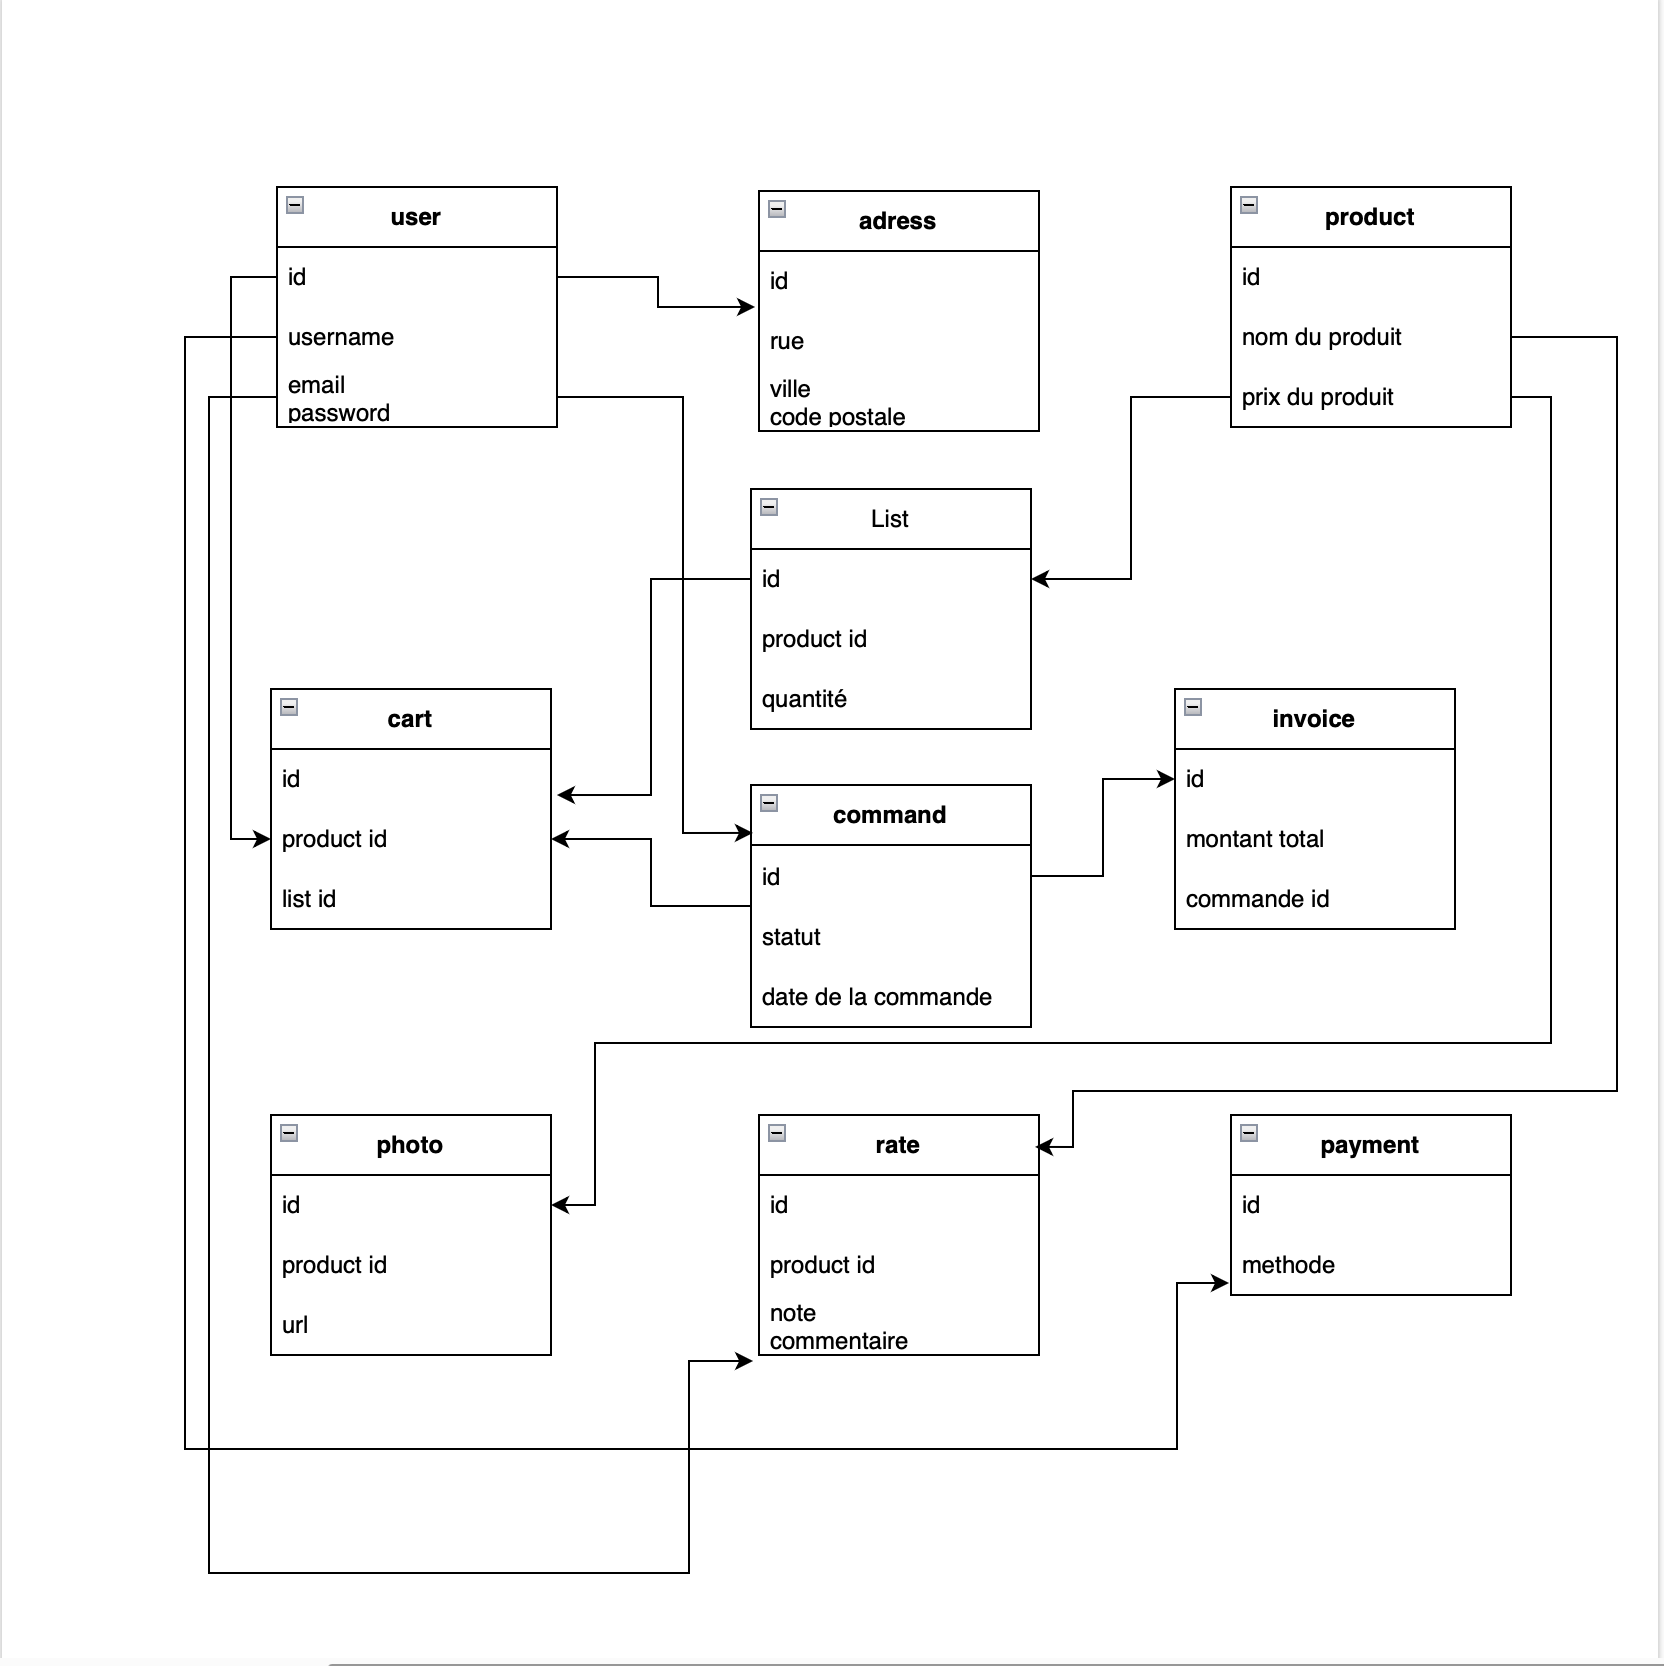 user
id
username
email
password
adress
id
rue
ville
code postale
product
id
nom du produit
prix du produit
List
id
product id
quantité
cart
id
product id
list id
command
id
statut
date de la commande
invoice
id
montant total
commande id
photo
id
product id
url
rate
id
product id
note
commentaire
payment
id
methode